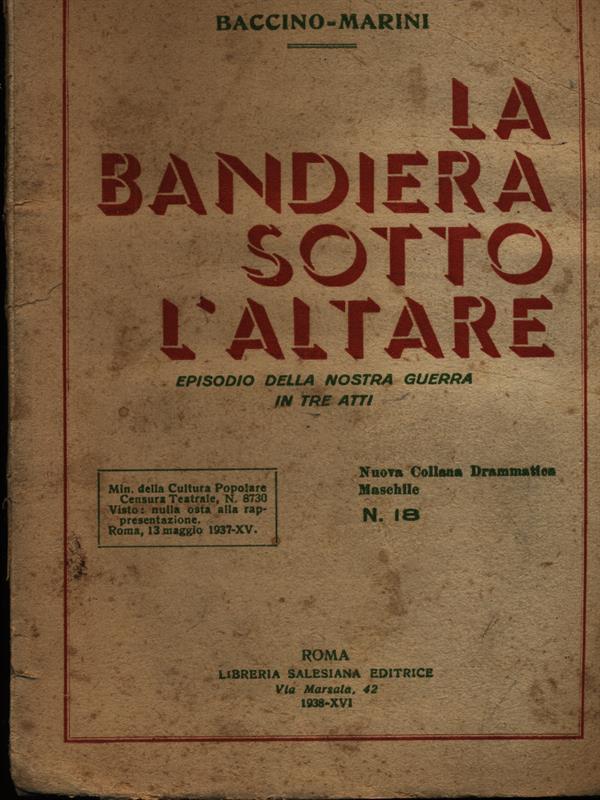 BACCINO-MARINI
LA
BANDIERA
SOTTO
L'ALTARE
EPISODIO DELLA NOSTRA GUERRA
IN TRE ATTI
Min. della Cultura Popolare
Censura Teatrale, N. 8730
Visto: nulla osta alla rap-
presentazione.
Roma, 13 maggio 1937-XV.
Nuova Collana Drammatica
Maschile
N. 18
ROMA
LIBRERIA SALESIANA EDITRICE
Via Marsala, 42
1938-XVI